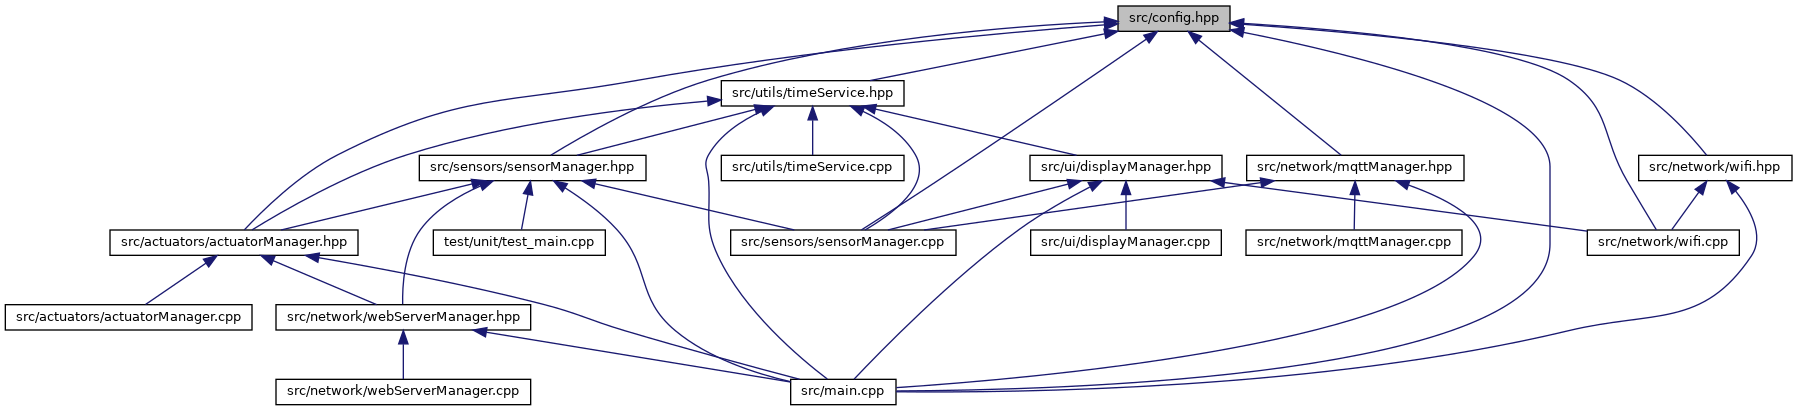 src/config.hpp
src/utils/timeService.hpp
src/sensors/sensorManager.hpp
src/utils/timeService.cpp
src/ui/displayManager.hpp
src/network/mqttManager.hpp
src/network/wifi.hpp
src/actuators/actuatorManager.hpp
test/unit/test_main.cpp
src/sensors/sensorManager.cpp
src/ui/displayManager.cpp
src/network/mqttManager.cpp
src/network/wifi.cpp
src/actuators/actuatorManager.cpp
src/network/webServerManager.hpp
src/network/webServerManager.cpp
src/main.cpp